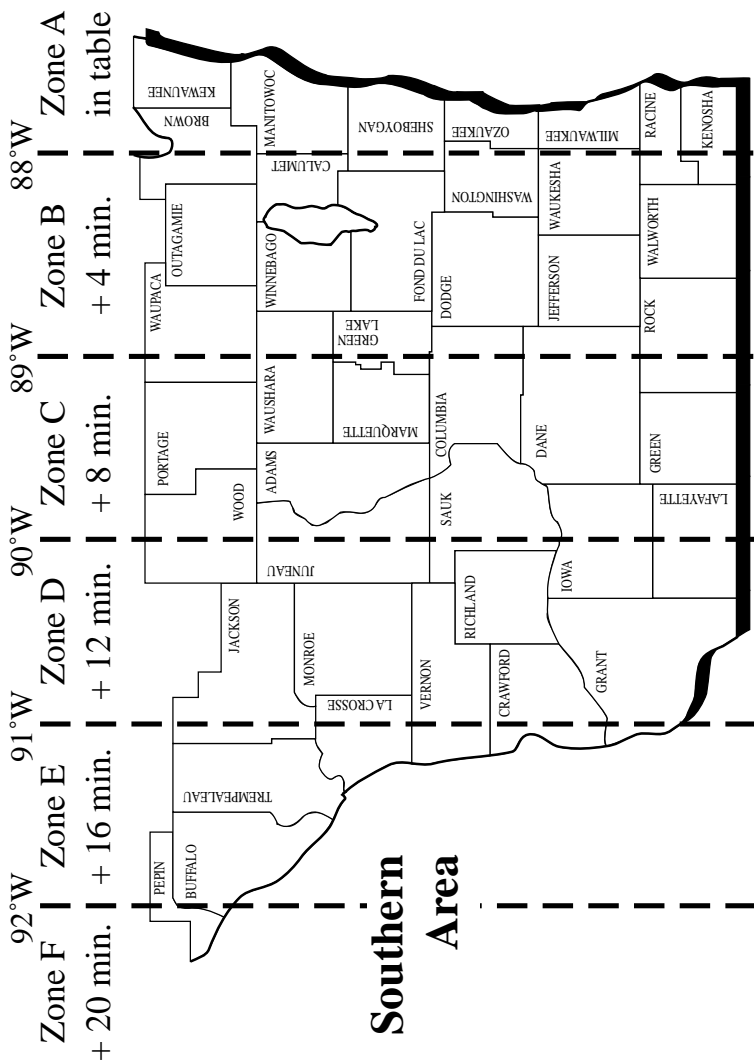 92˚W
91˚W
90˚W
89˚W
88˚W
Zone F
Zone E
Zone D
Zone C
Zone B
Zone A
+ 20 min.
+ 16 min.
+ 12 min.
+ 8 min.
+ 4 min.
in table
PEPIN
BUFFALO
TREMPEALEAU
JACKSON
MONROE
LA CROSSE
VERNON
CRAWFORD
RICHLAND
GRANT
IOWA
LAFAYETTE
JUNEAU
WOOD
PORTAGE
ADAMS
SAUK
WAUSHARA
MARQUETTE
COLUMBIA
DANE
GREEN
WAUPACA
OUTAGAMIE
WINNEBAGO
GREEN
LAKE
FOND DU LAC
DODGE
JEFFERSON
ROCK
BROWN
KEWAUNEE
CALUMET
MANITOWOC
SHEBOYGAN
WASHINGTON
OZAUKEE
WAUKESHA
MILWAUKEE
WALWORTH
RACINE
KENOSHA
Southern
Area